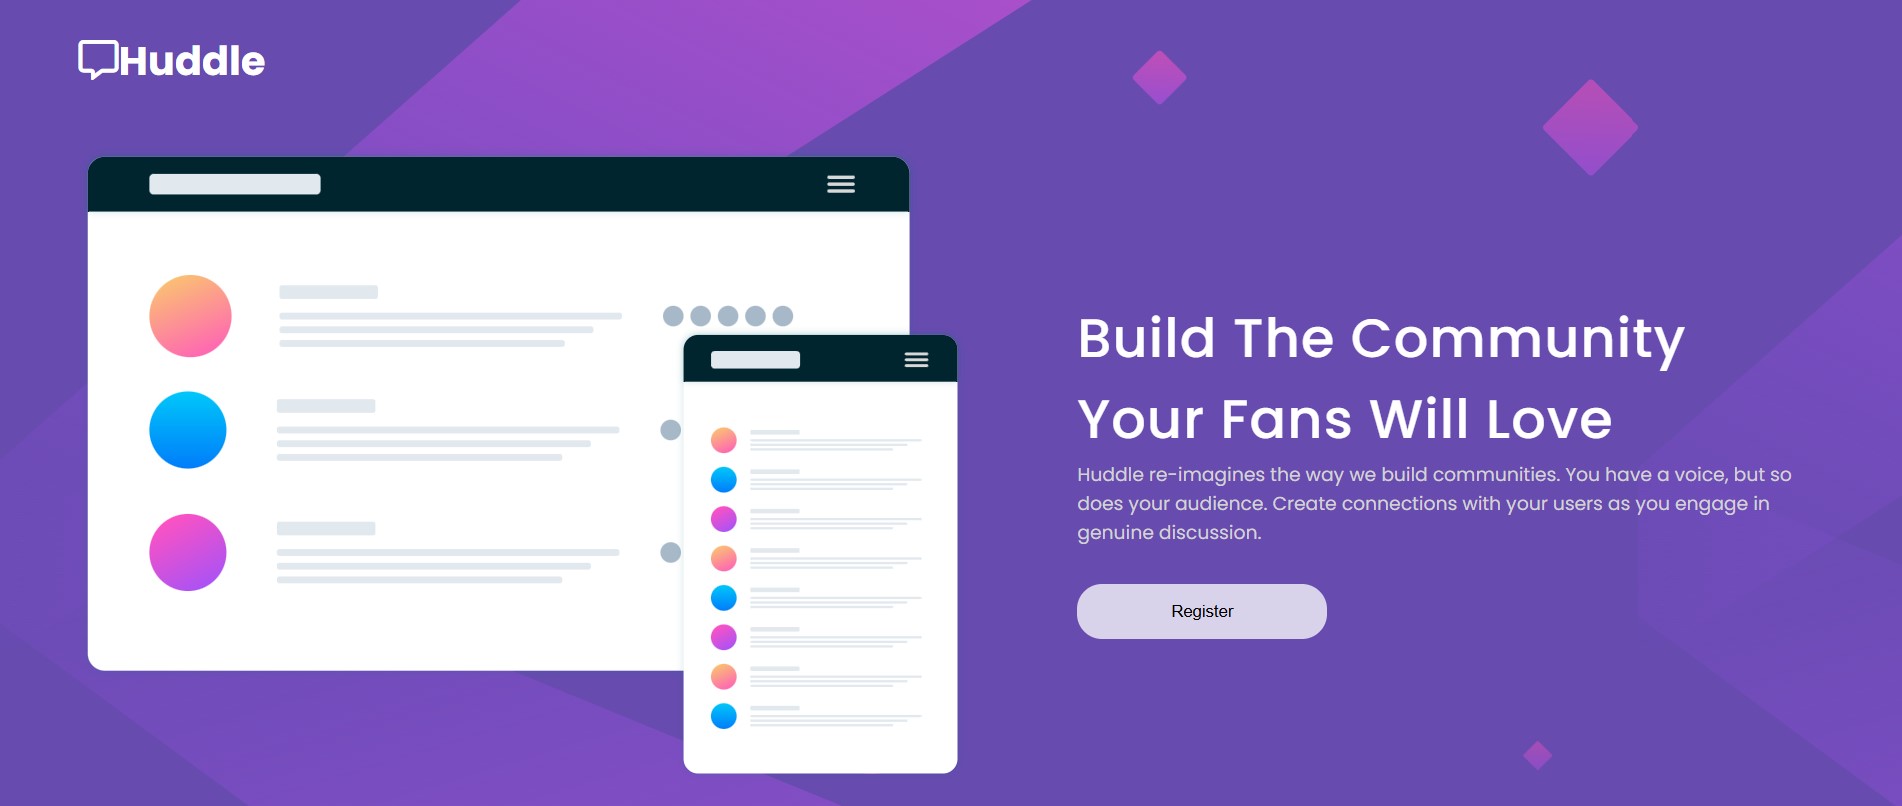 Huddle
Build The Community
Your Fans Will Love
Huddle re-imagines the way we build communities. You have a voice, but so
does your audience. Create connections with your users as you engage in
genuine discussion.
Register